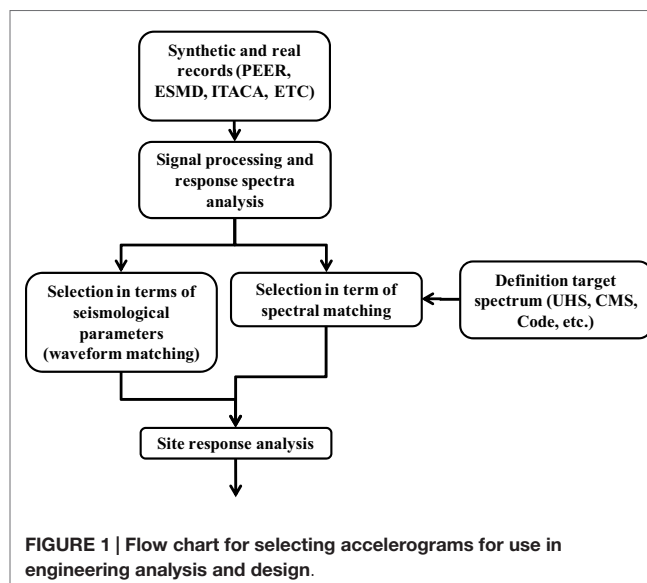 Synthetic and real
records (PEER,
ESMD, ITACA, ETC)
Signal processing and
response spectra
analysis
Selection in terms of
seismological
parameters
(waveform matching)
Selection in term of
spectral matching
Definition target
spectrum (UHS, CMS,
Code, etc.)
Site response analysis
FIGURE 1 | Flow chart for selecting accelerograms for use in
engineering analysis and design.